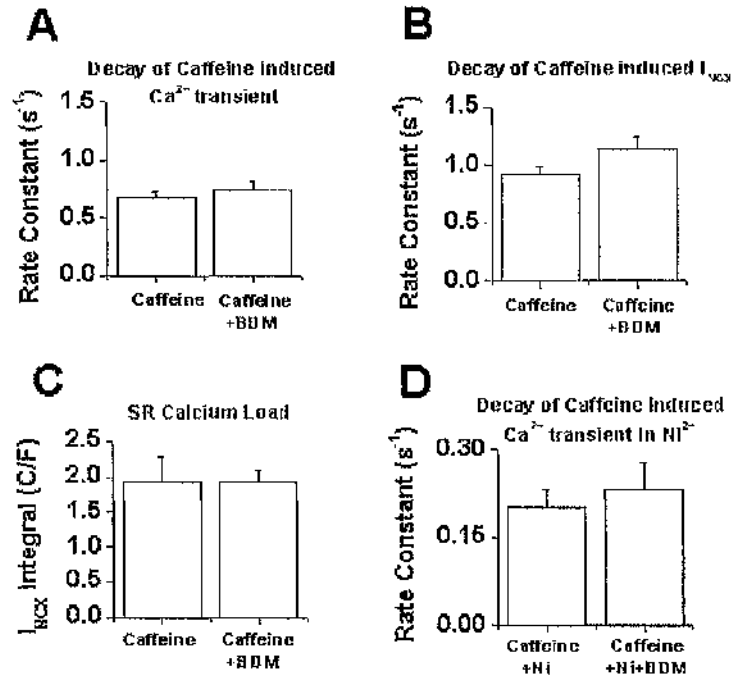 A
Decay of Caffeine induced
Ca²⁺ transient
Rate Constant (s⁻¹)
1.5
1.0
0.5
0.0
Caffeine
Caffeine
+BDM
B
Decay of Caffeine induced I NCX
Rate Constant (s⁻¹)
1.5
1.0
0.5
0.0
Caffeine
Caffeine
+BDM
C
SR Calcium Load
I NCX Integral (C/F)
2.5
2.0
1.5
1.0
0.5
0.0
Caffeine
Caffeine
+BDM
D
Decay of Caffeine Induced
Ca²⁺ transient in Ni²⁺
Rate Constant (s⁻¹)
0.30
0.15
0.00
Caffeine
+Ni
Caffeine
+Ni+BDM